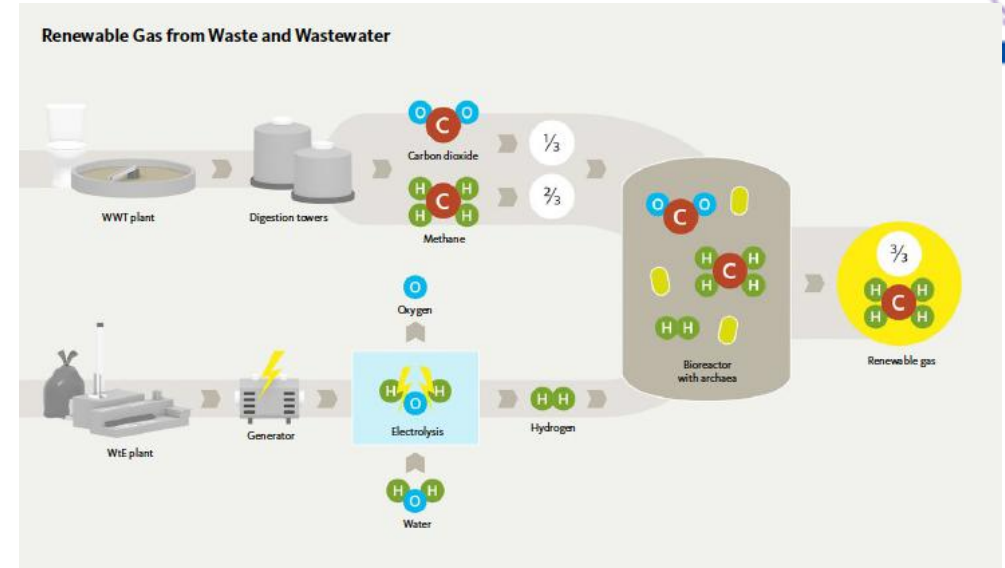 Renewable Gas from Waste and Wastewater
O C O
Carbon dioxide
1/3
H H
C
H H
Methane
2/3
WWT plant
Digestion towers
O
Oxygen
O C O
H H
C
H H
H H
Bioreactor
with archaea
3/3
H H
C
H H
Renewable gas
WtE plant
Generator
H O H
Electrolysis
H H
Hydrogen
H O H
Water